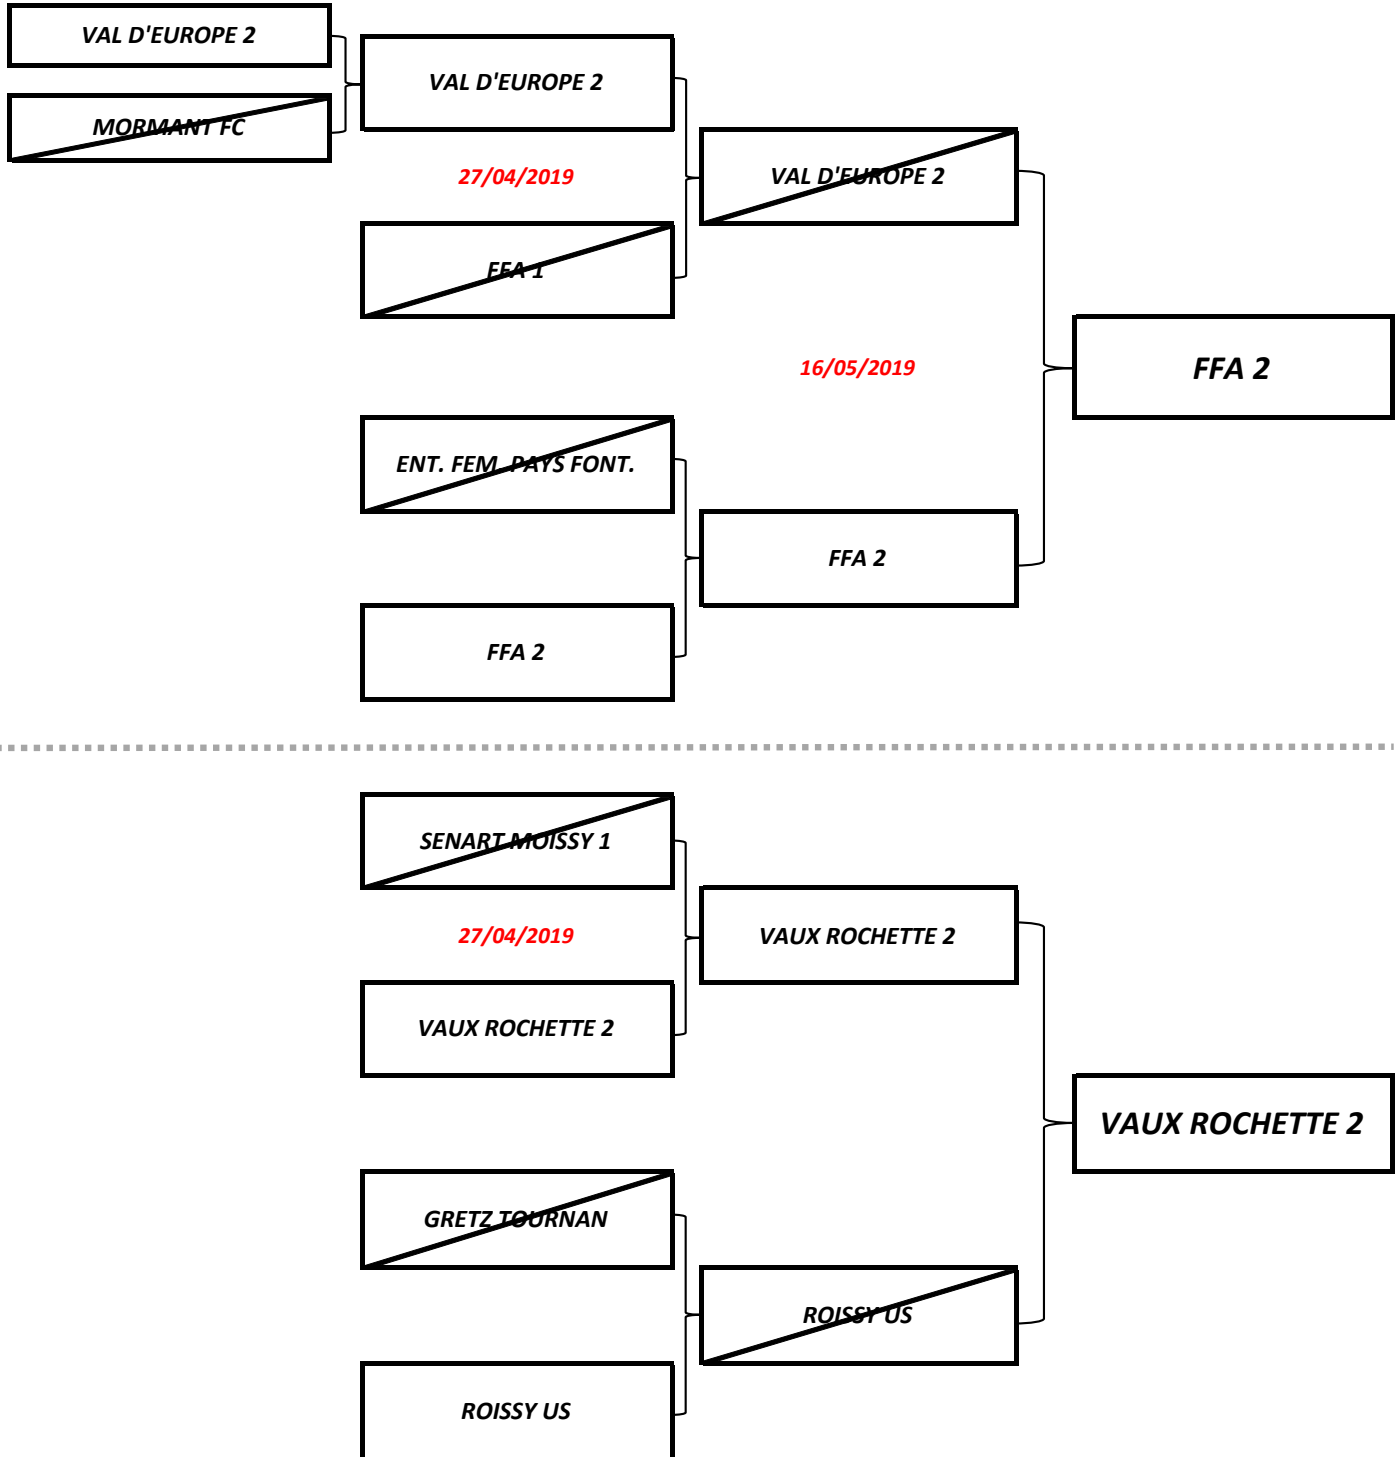 VAL D'EUROPE 2
MORMANT FC
VAL D'EUROPE 2
27/04/2019
FFA 1
VAL D'EUROPE 2
16/05/2019
FFA 2
ENT. FEM. PAYS FONT.
FFA 2
FFA 2
SENART MOISSY 1
27/04/2019
VAUX ROCHETTE 2
VAUX ROCHETTE 2
VAUX ROCHETTE 2
GRETZ TOURNAN
ROISSY US
ROISSY US